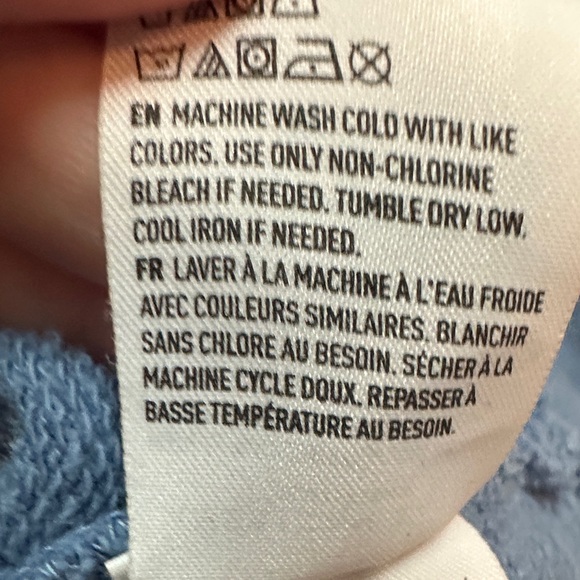 EN MACHINE WASH COLD WITH LIKE
COLORS. USE ONLY NON-CHLORINE
BLEACH IF NEEDED. TUMBLE DRY LOW.
COOL IRON IF NEEDED.
FR LAVER À LA MACHINE À L'EAU FROIDE
AVEC COULEURS SIMILAIRES. BLANCHIR
SANS CHLORE AU BESOIN. SÉCHER À LA
MACHINE CYCLE DOUX. REPASSER À
BASSE TEMPÉRATURE AU BESOIN.